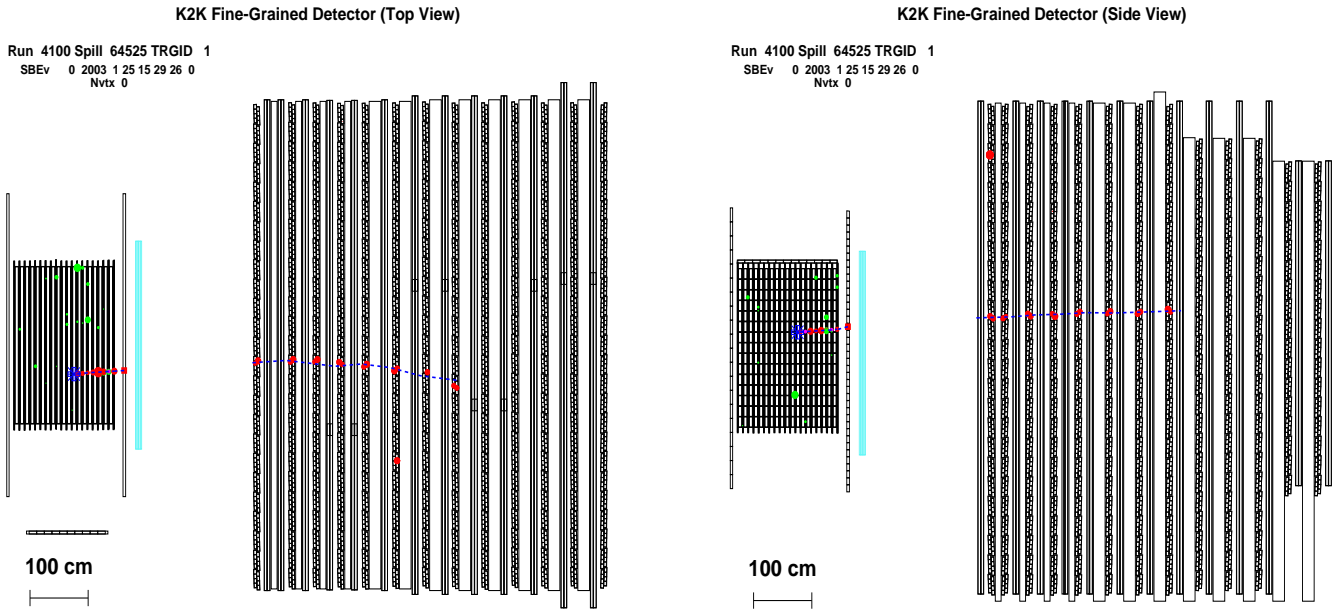 K2K Fine-Grained Detector (Top View)
Run 4100 Spill 64525 TRGID 1
SBEv 0 2003 1 25 15 29 26 0
Nvtx 0
100 cm
K2K Fine-Grained Detector (Side View)
Run 4100 Spill 64525 TRGID 1
SBEv 0 2003 1 25 15 29 26 0
Nvtx 0
100 cm